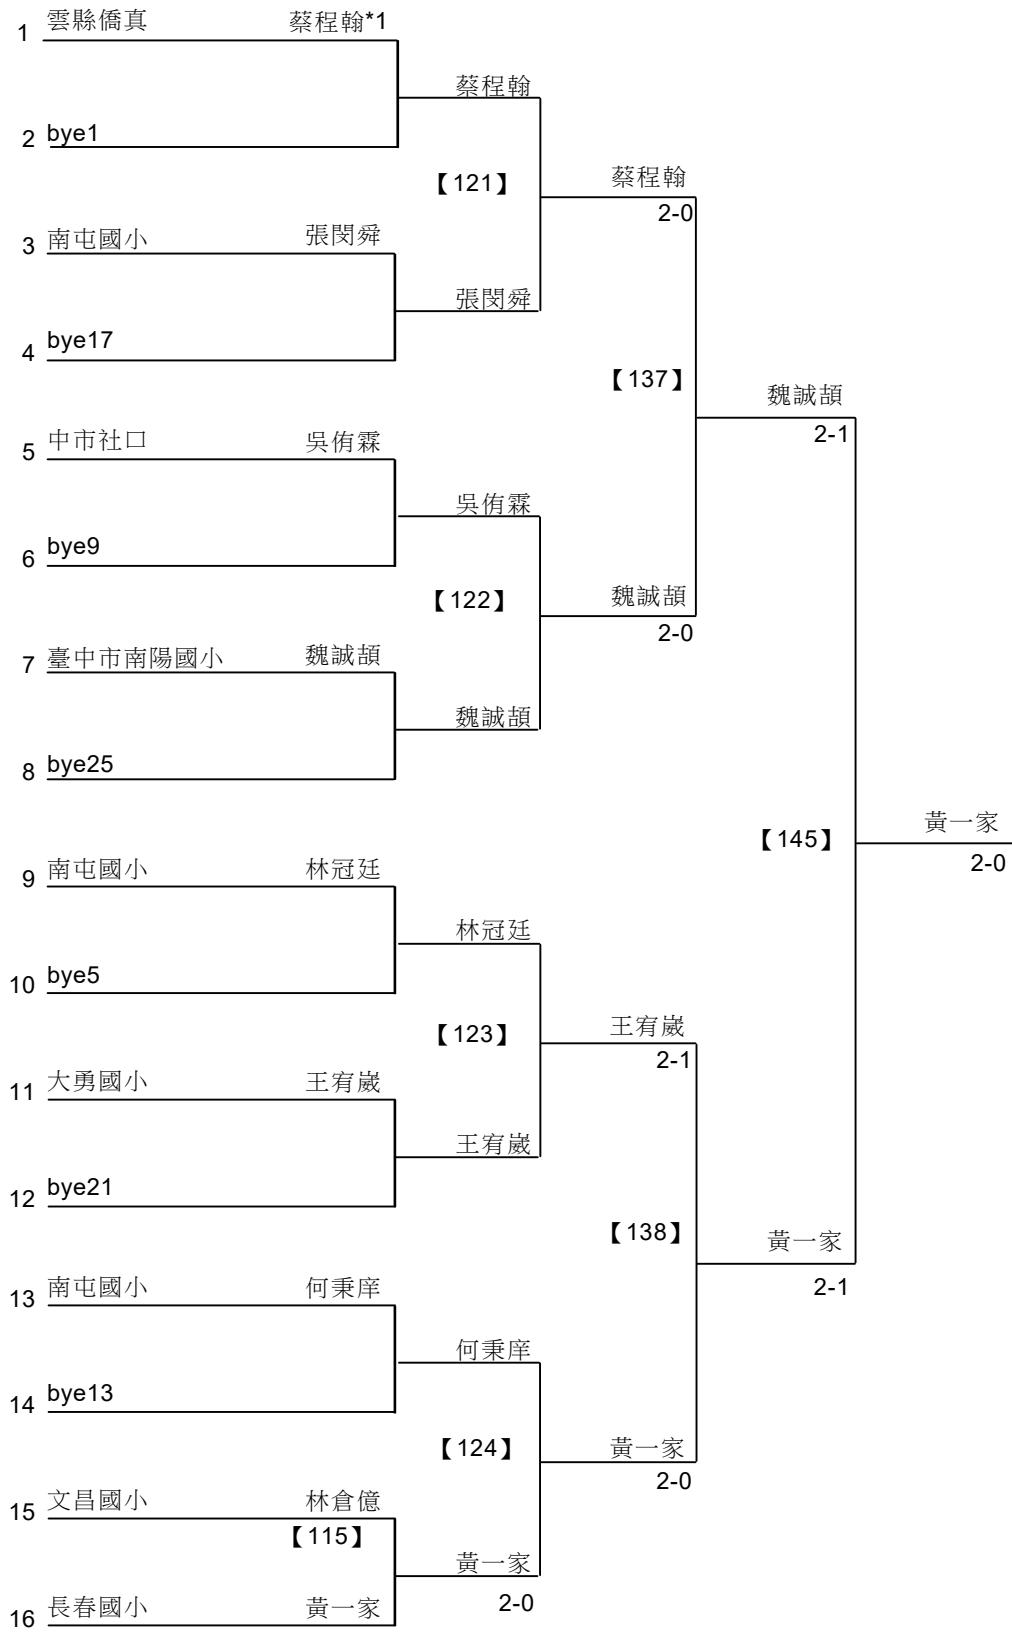 1 雲縣僑真 蔡程翰*1
蔡程翰
2 bye1
【121】
蔡程翰
2-0
3 南屯國小 張閔舜
張閔舜
4 bye17
【137】
魏誠頡
2-1
5 中市社口 吳侑霖
吳侑霖
6 bye9
【122】
魏誠頡
2-0
7 臺中市南陽國小 魏誠頡
魏誠頡
8 bye25
【145】
黃一家
2-0
9 南屯國小 林冠廷
林冠廷
10 bye5
【123】
王宥崴
2-1
11 大勇國小 王宥崴
王宥崴
12 bye21
【138】
黃一家
2-1
13 南屯國小 何秉庠
何秉庠
14 bye13
【124】
黃一家
2-0
15 文昌國小 林倉億
【115】
黃一家
2-0
16 長春國小 黃一家